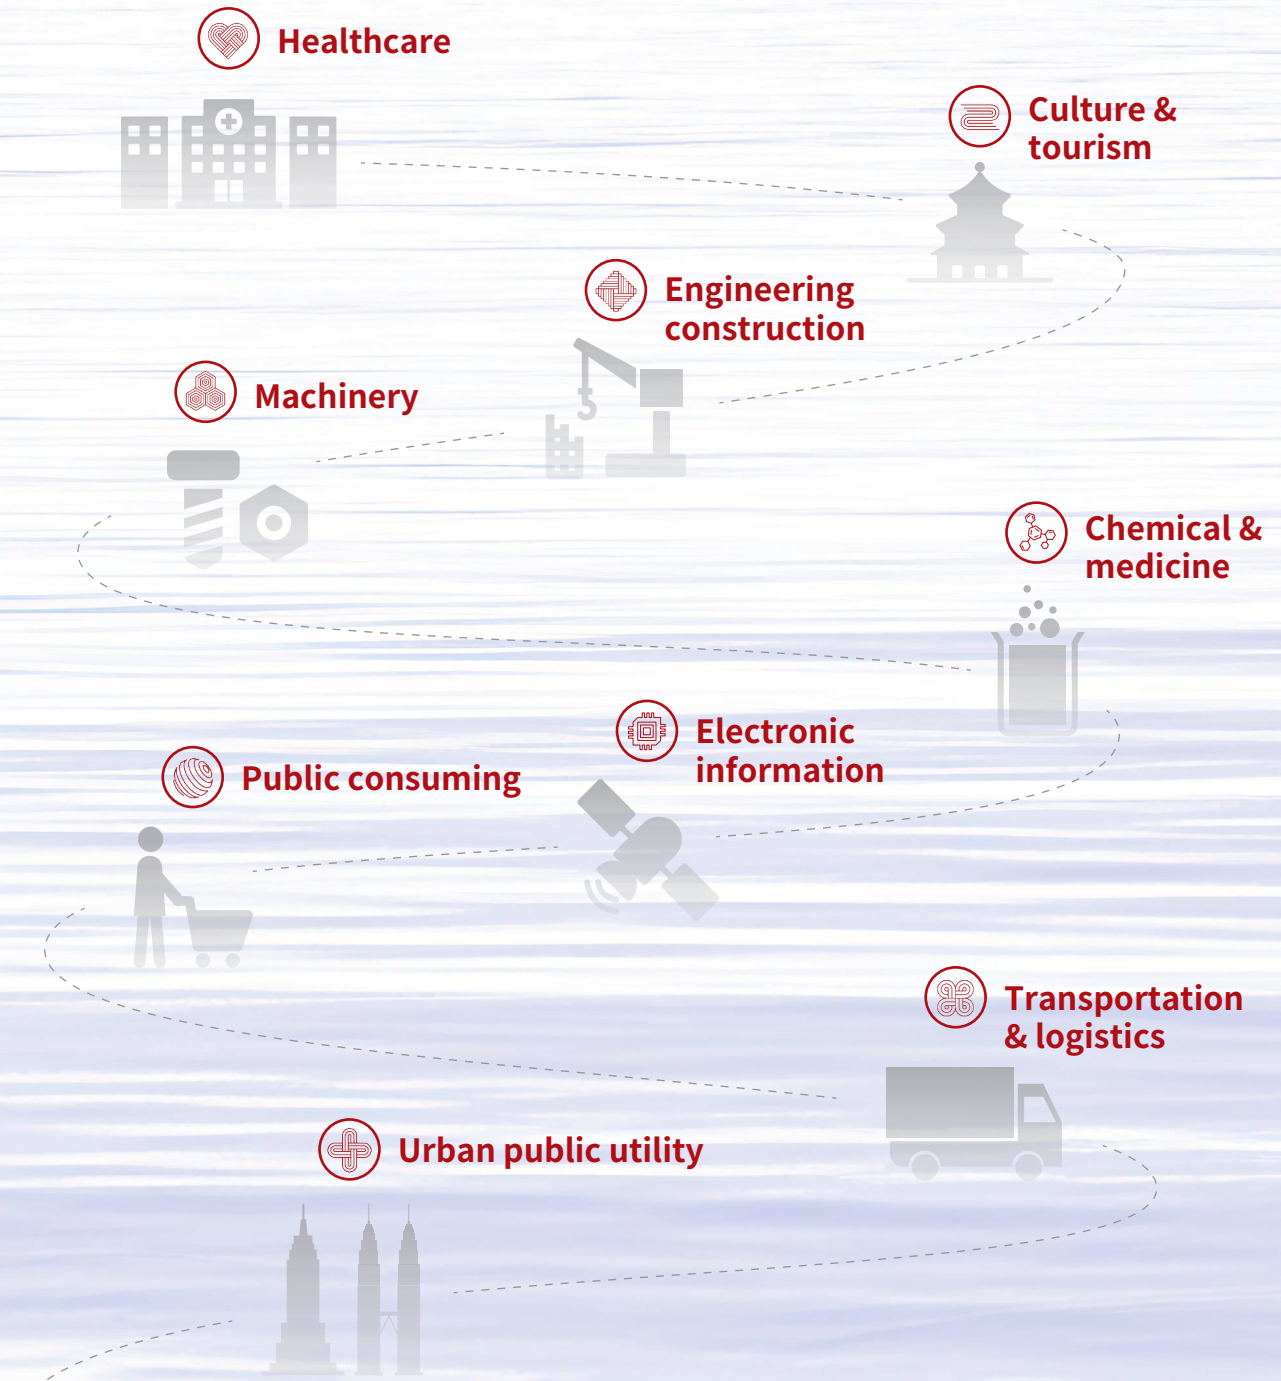 Healthcare
Culture &
tourism
Engineering
construction
Machinery
Chemical &
medicine
Electronic
information
Public consuming
Transportation
& logistics
Urban public utility